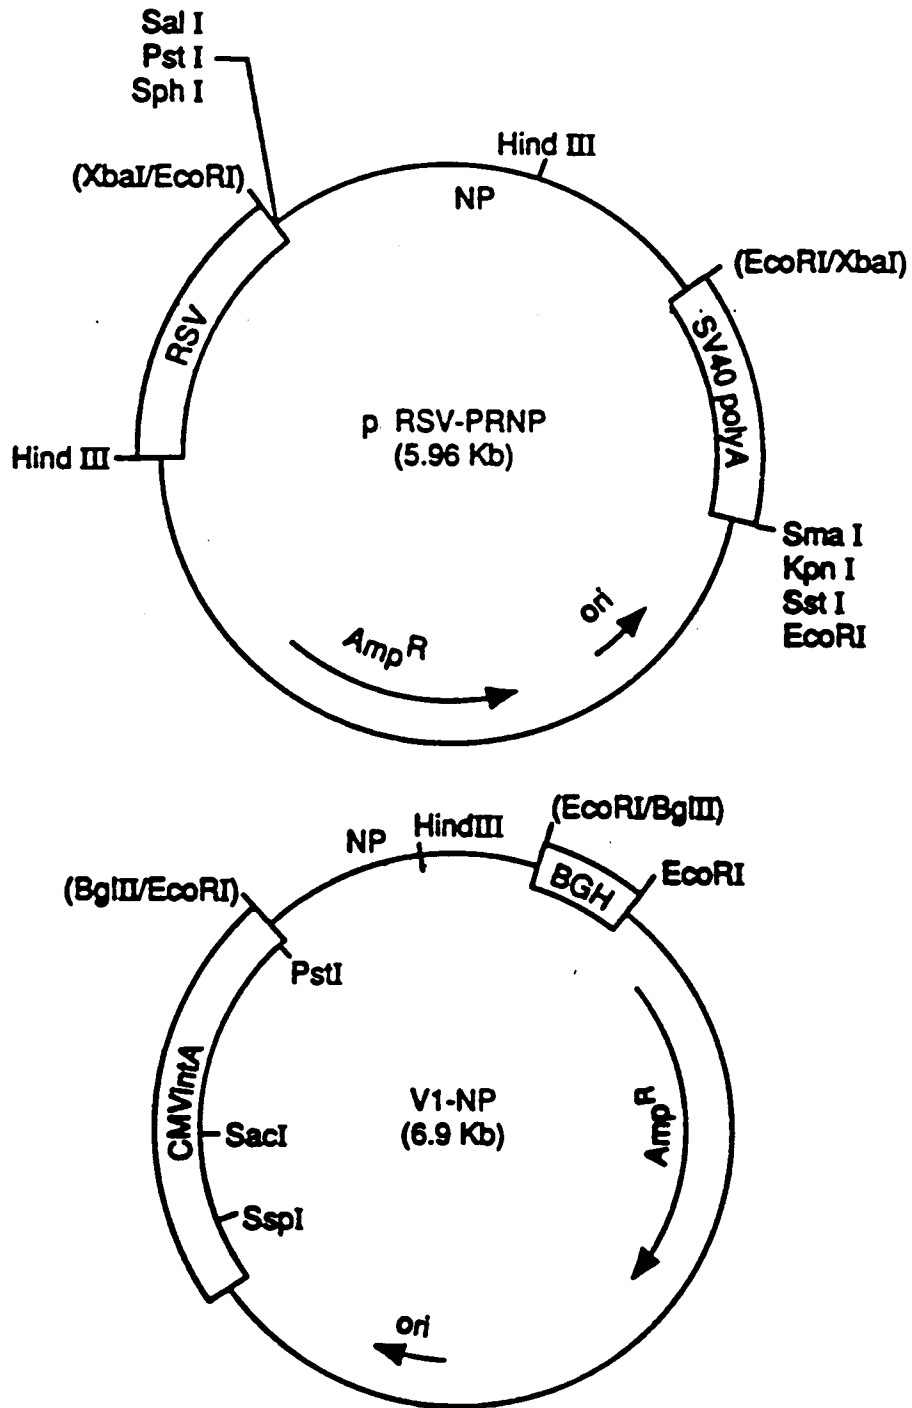 Sal I
Pst I
Sph I
Hind III
(XbaI/EcoRI)
NP
(EcoRI/XbaI)
RSV
SV40 polyA
p RSV-PRNP
(5.96 Kb)
Hind III
Sma I
Kpn I
Sst I
EcoRI
ori
AmpR
(EcoRI/BglII)
HindIII
NP
BGH
EcoRI
(BglII/EcoRI)
PstI
CMVIntA
V1-NP
(6.9 Kb)
AmpR
SacI
SspI
ori